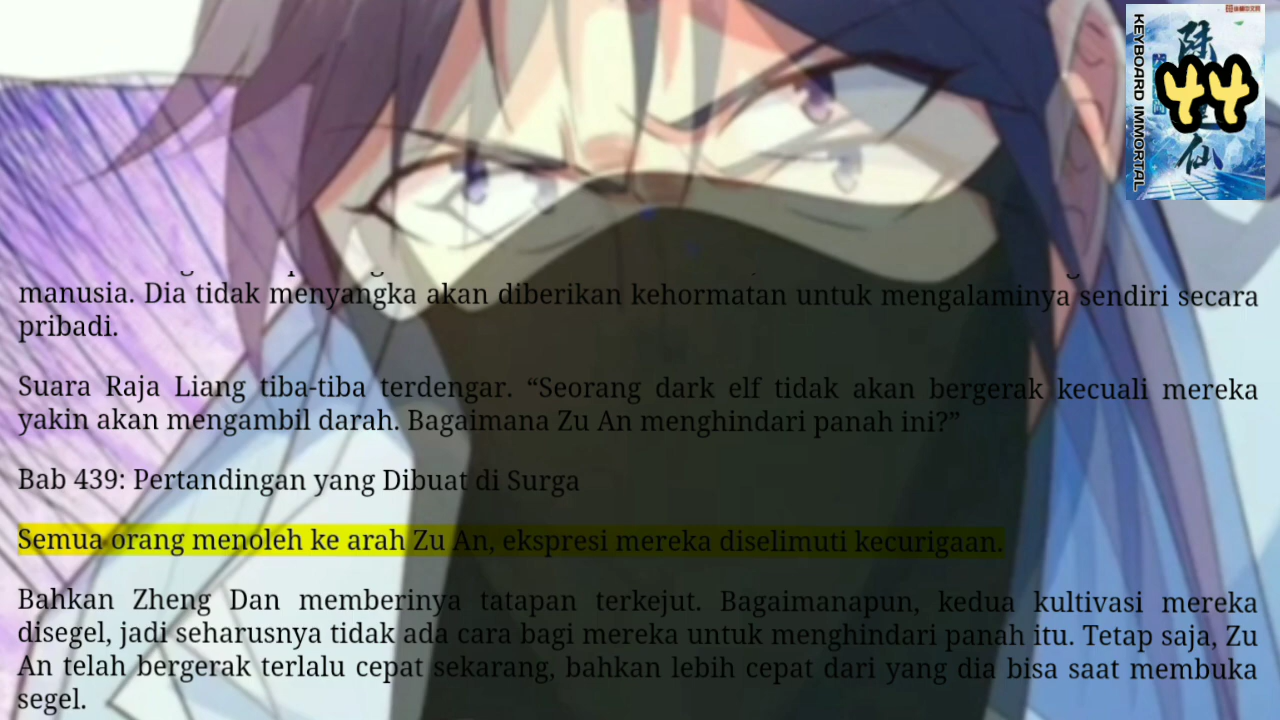 KEYBOARD IMMORTAL
44
仙
manusia. Dia tidak menyangka akan diberikan kehormatan untuk mengalaminya sendiri secara
pribadi.
Suara Raja Liang tiba-tiba terdengar. “Seorang dark elf tidak akan bergerak kecuali mereka
yakin akan mengambil darah. Bagaimana Zu An menghindari panah ini?”
Bab 439: Pertandingan yang Dibuat di Surga
Semua orang menoleh ke arah Zu An, ekspresi mereka diselimuti kecurigaan.
Bahkan Zheng Dan memberinya tatapan terkejut. Bagaimanapun, kedua kultivasi mereka
disegel, jadi seharusnya tidak ada cara bagi mereka untuk menghindari panah itu. Tetap saja, Zu
An telah bergerak terlalu cepat sekarang, bahkan lebih cepat dari yang dia bisa saat membuka
segel.